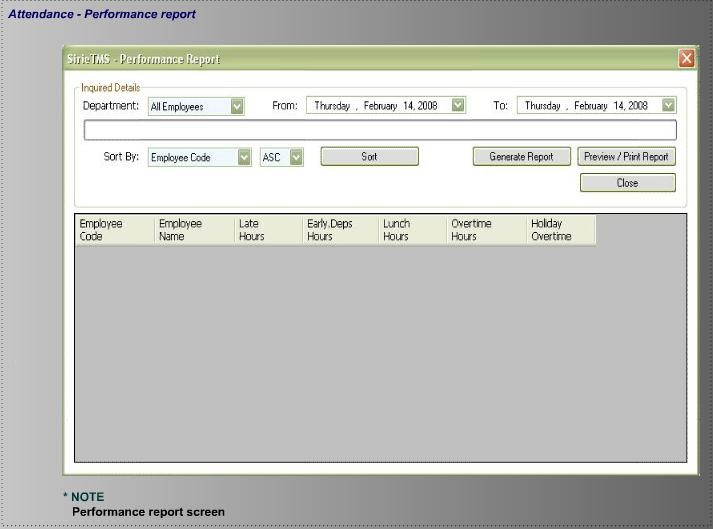 Attendance - Performance report
SirieTMS - Performance Report
Inquired Details
Department: All Employees From: Thursday , February 14, 2008 To: Thursday , February 14, 2008
Sort By: Employee Code ASC Sort Generate Report Preview / Print Report
Close
Employee Code Employee Name Late Hours Early.Deps Hours Lunch Hours Overtime Hours Holiday Overtime
* NOTE
Performance report screen